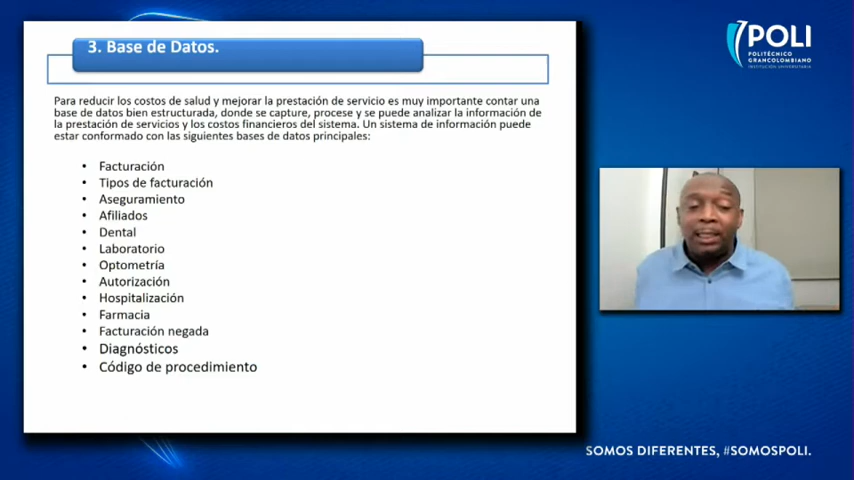 3. Base de Datos.
Para reducir los costos de salud y mejorar la prestación de servicio es muy importante contar una
base de datos bien estructurada, donde se capture, procese y se puede analizar la información de
la prestación de servicios y los costos financieros del sistema. Un sistema de información puede
estar conformado con las siguientes bases de datos principales:
• Facturación
• Tipos de facturación
• Aseguramiento
• Afiliados
• Dental
• Laboratorio
• Optometría
• Autorización
• Hospitalización
• Farmacia
• Facturación negada
• Diagnósticos
• Código de procedimiento
POLI
POLITÉCNICO
GRANCOLOMBIANO
INSTITUCIÓN UNIVERSITARIA
SOMOS DIFERENTES, #SOMOSPOLI.